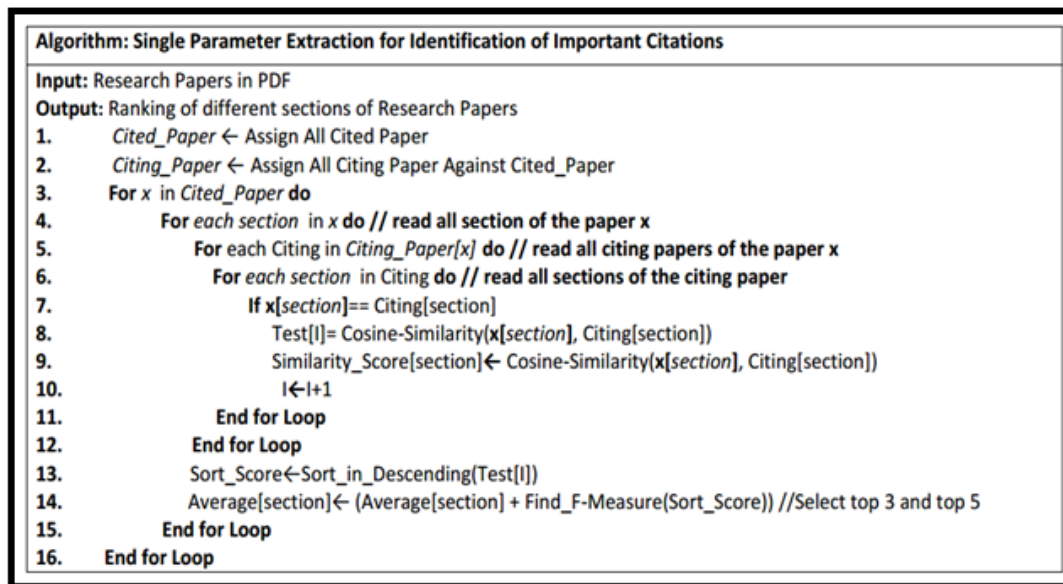 Algorithm: Single Parameter Extraction for Identification of Important Citations
Input: Research Papers in PDF
Output: Ranking of different sections of Research Papers
1. Cited_Paper ← Assign All Cited Paper
2. Citing_Paper ← Assign All Citing Paper Against Cited_Paper
3. For x in Cited_Paper do
4. For each section in x do // read all section of the paper x
5. For each Citing in Citing_Paper[x] do // read all citing papers of the paper x
6. For each section in Citing do // read all sections of the citing paper
7. If x[section]== Citing[section]
8. Test[I]= Cosine-Similarity(x[section], Citing[section])
9. Similarity_Score[section]← Cosine-Similarity(x[section], Citing[section])
10. I←I+1
11. End for Loop
12. End for Loop
13. Sort_Score←Sort_in_Descending(Test[I])
14. Average[section]← (Average[section] + Find_F-Measure(Sort_Score)) //Select top 3 and top 5
15. End for Loop
16. End for Loop